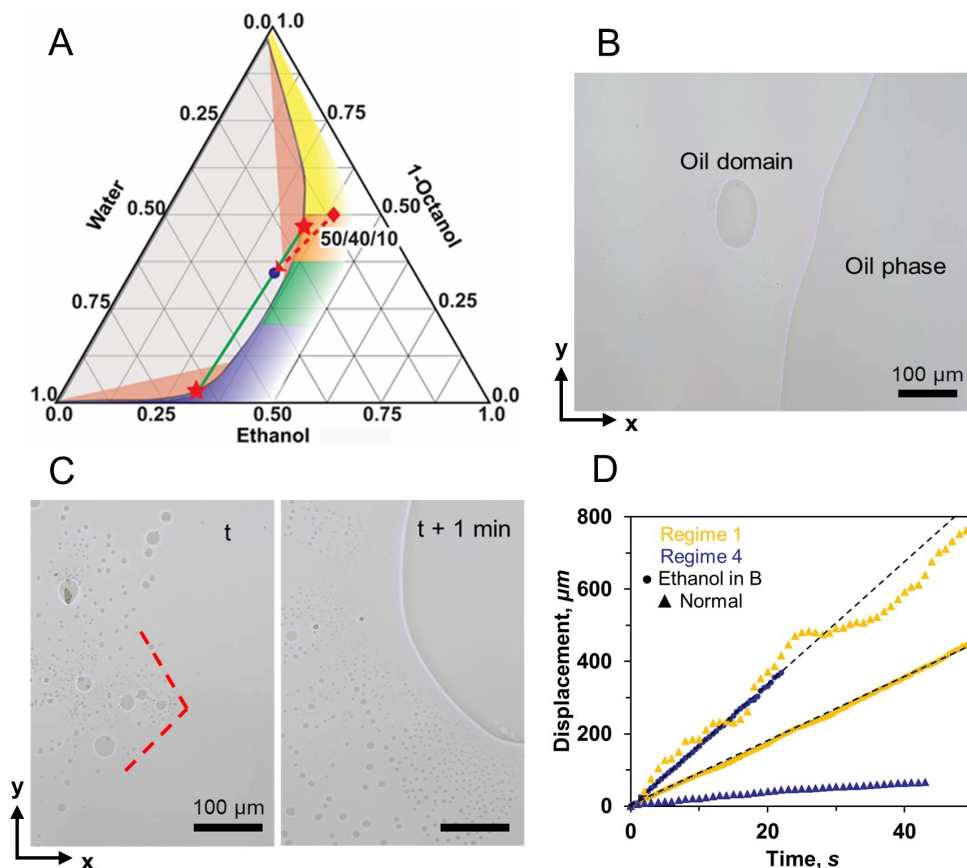 A
0.0 1.0
0.25
0.75
Water
1-Octanol
0.50
0.50
50/40/10
0.75
0.25
1.0
0.0
0.0
0.25
0.50
0.75
1.0
Ethanol
B
Oil domain
Oil phase
y
x
100 µm
C
t
t + 1 min
y
x
100 µm
D
800
600
400
200
0
Displacement, µm
Regime 1
Regime 4
Ethanol in B
Normal
0
20
40
Time, s